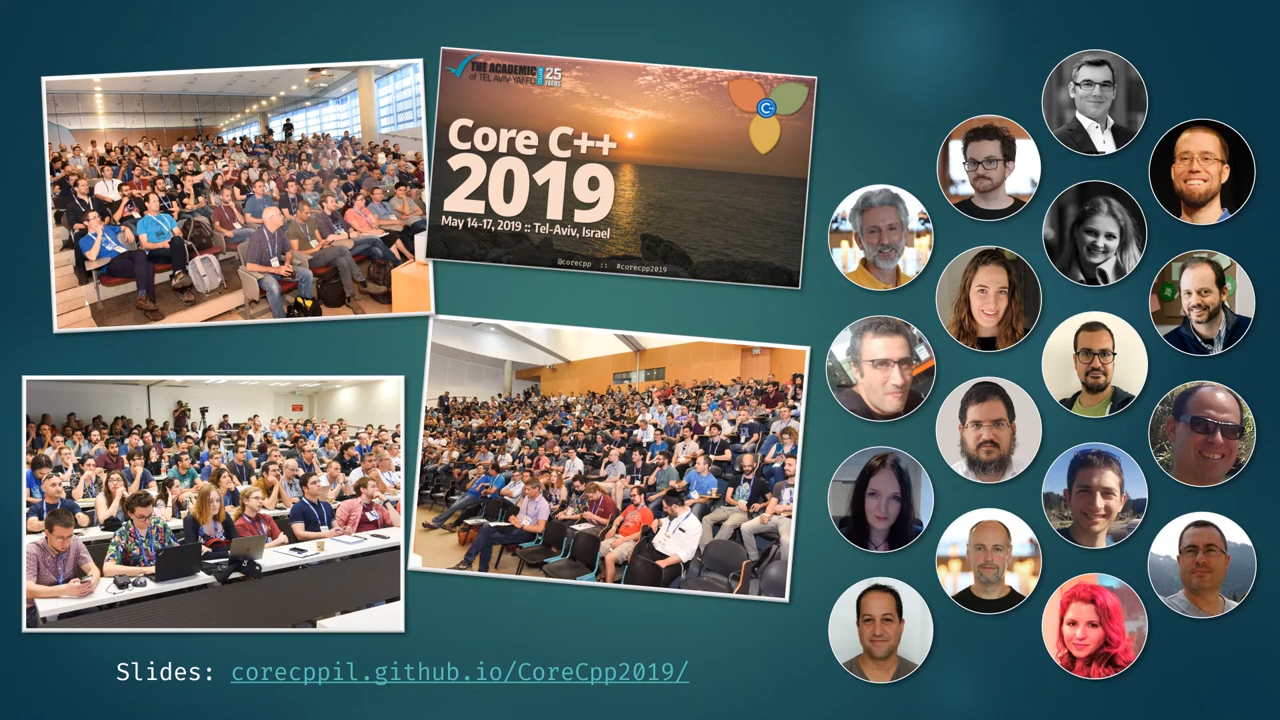 THE ACADEMIC
of TEL AVIV-YAFFO
25
YEARS
Core C++
2019
May 14-17, 2019 :: Tel-Aviv, Israel
@corecpp :: #corecpp2019
Slides: corecppil.github.io/CoreCpp2019/